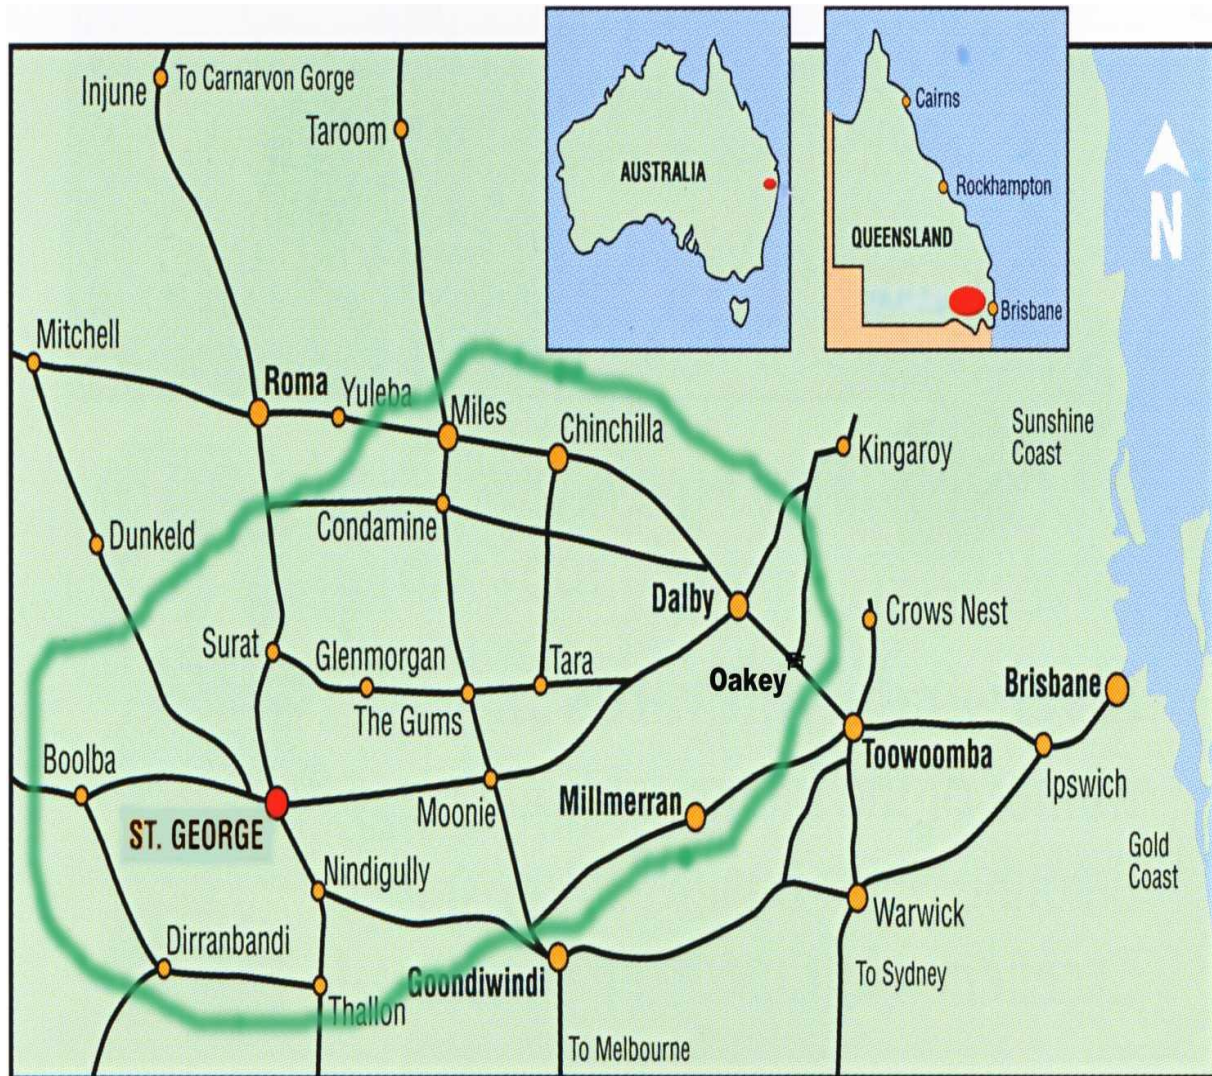 Injune
To Carnarvon Gorge
Taroom
AUSTRALIA
Cairns
Rockhampton
QUEENSLAND
Brisbane
N
Mitchell
Roma
Yuleba
Miles
Chinchilla
Kingaroy
Sunshine
Coast
Dunkeld
Condamine
Dalby
Crows Nest
Surat
Glenmorgan
Tara
Oakey
Brisbane
The Gums
Toowoomba
Ipswich
Boolba
Moonie
Millmerran
ST. GEORGE
Gold
Coast
Nindigully
Warwick
Dirranbandi
Goondiwindi
To Sydney
Thallon
To Melbourne